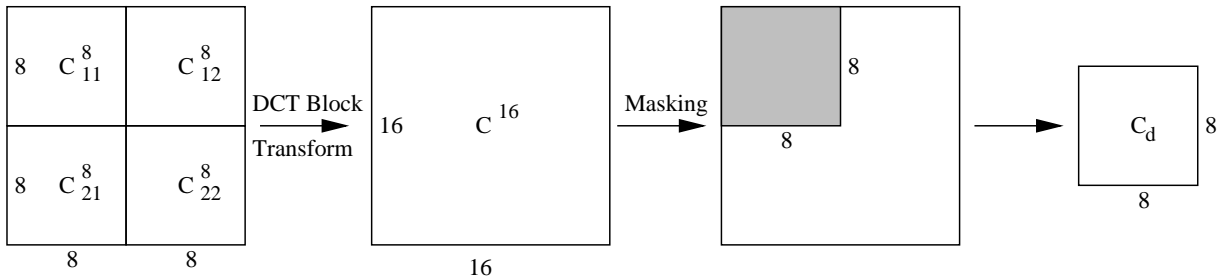 8 C 8 11
C 8 12
8 C 8 21
C 8 22
8 8
DCT Block
Transform
16 C 16
16
Masking
8
8
C d 8
8